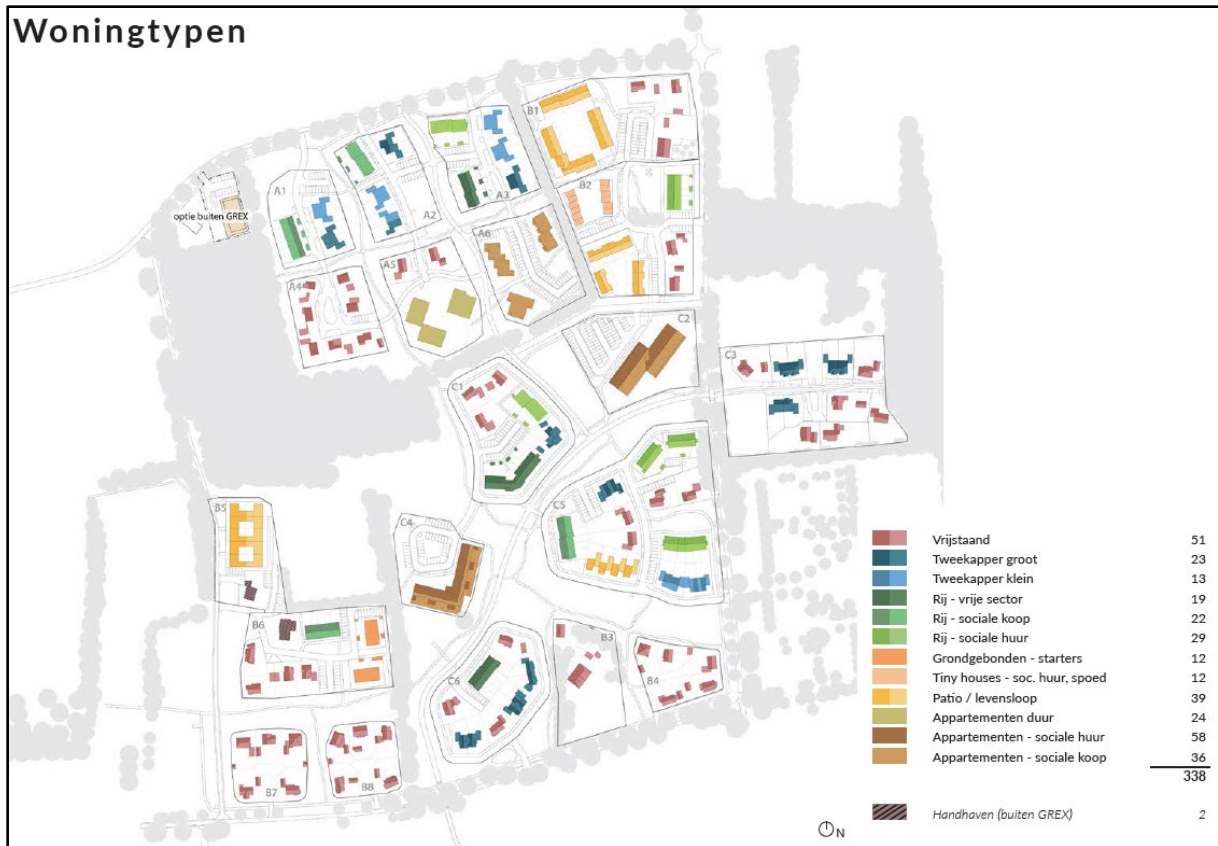 Woningtypen
B1
A1
A2
A3
B2
optie buiten GREX
A6
A5
A4
C2
C3
C1
B5
C4
C5
B6
B3
C6
B4
B7
B8
Vrijstaand 51
Tweekapper groot 23
Tweekapper klein 13
Rij - vrije sector 19
Rij - sociale koop 22
Rij - sociale huur 29
Grondgebonden - starters 12
Tiny houses - soc. huur, spoed 12
Patio / levensloop 39
Appartementen duur 24
Appartementen - sociale huur 58
Appartementen - sociale koop 36
338
Handhaven (buiten GREX) 2
N